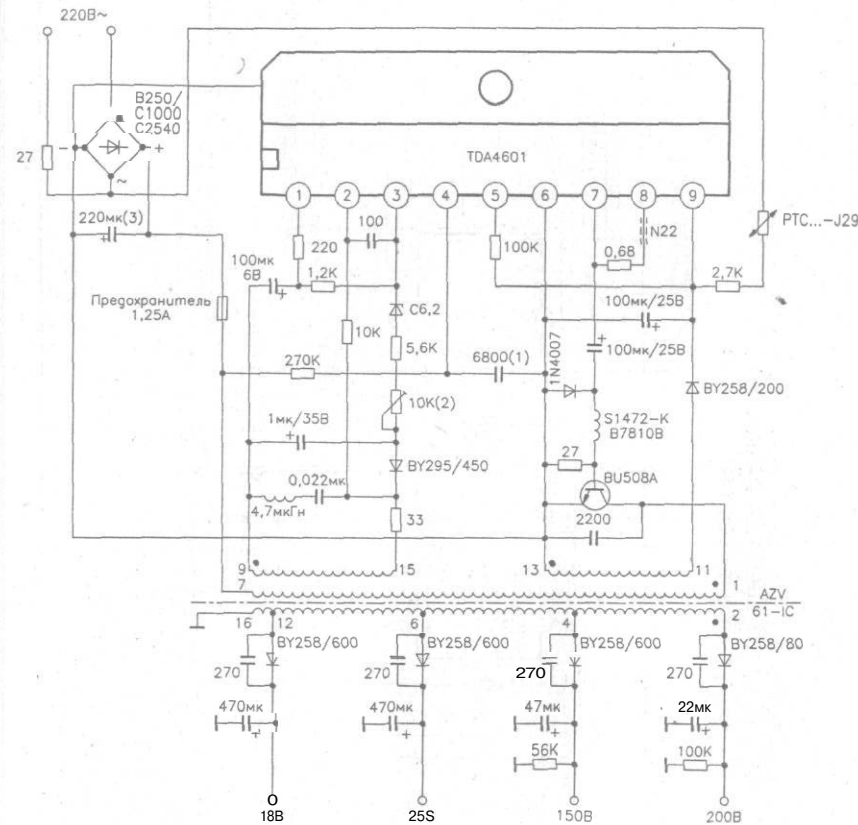 220В~
B250/
C1000
C2540
-
+
~
27
220мк(3)
+
Предохранитель
1,25А
TDA4601
1
2
3
4
5
6
7
8
9
PTC...-J29
220
100
100K
N22
0,68
2,7K
100мк
6В
+
1,2K
C6,2
10K
5,6K
270K
6800(1)
100мк/25В
+
+
100мк/25В
1N4007
BY258/200
10K(2)
S1472-K
B7810B
1мк/35В
+
27
BY295/450
BU508A
0,022мк
4,7мкГн
33
2200
9
15
13
11
7
1
AZV
61-IC
16
12
6
4
2
BY258/600
BY258/600
BY258/600
BY258/80
270
270
270
270
470мк
+
470мк
+
47мк
+
22мк
+
56K
100K
18В
25S
150В
200В